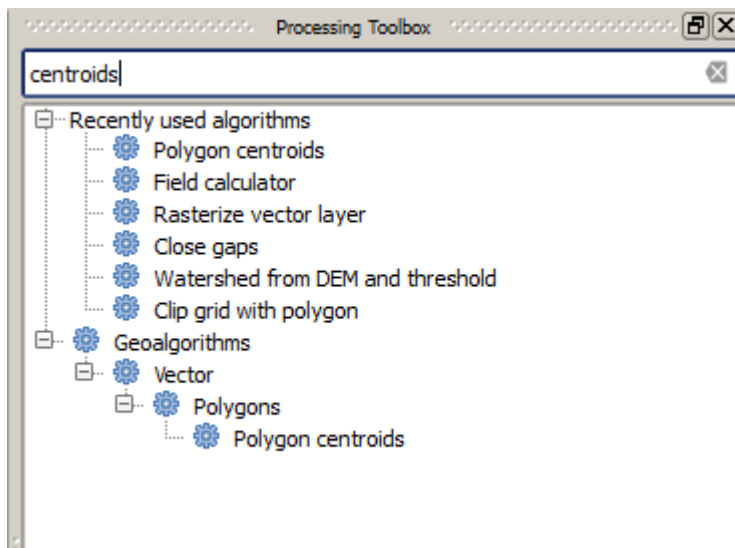 Processing Toolbox
centroids
Recently used algorithms
Polygon centroids
Field calculator
Rasterize vector layer
Close gaps
Watershed from DEM and threshold
Clip grid with polygon
Geoalgorithms
Vector
Polygons
Polygon centroids